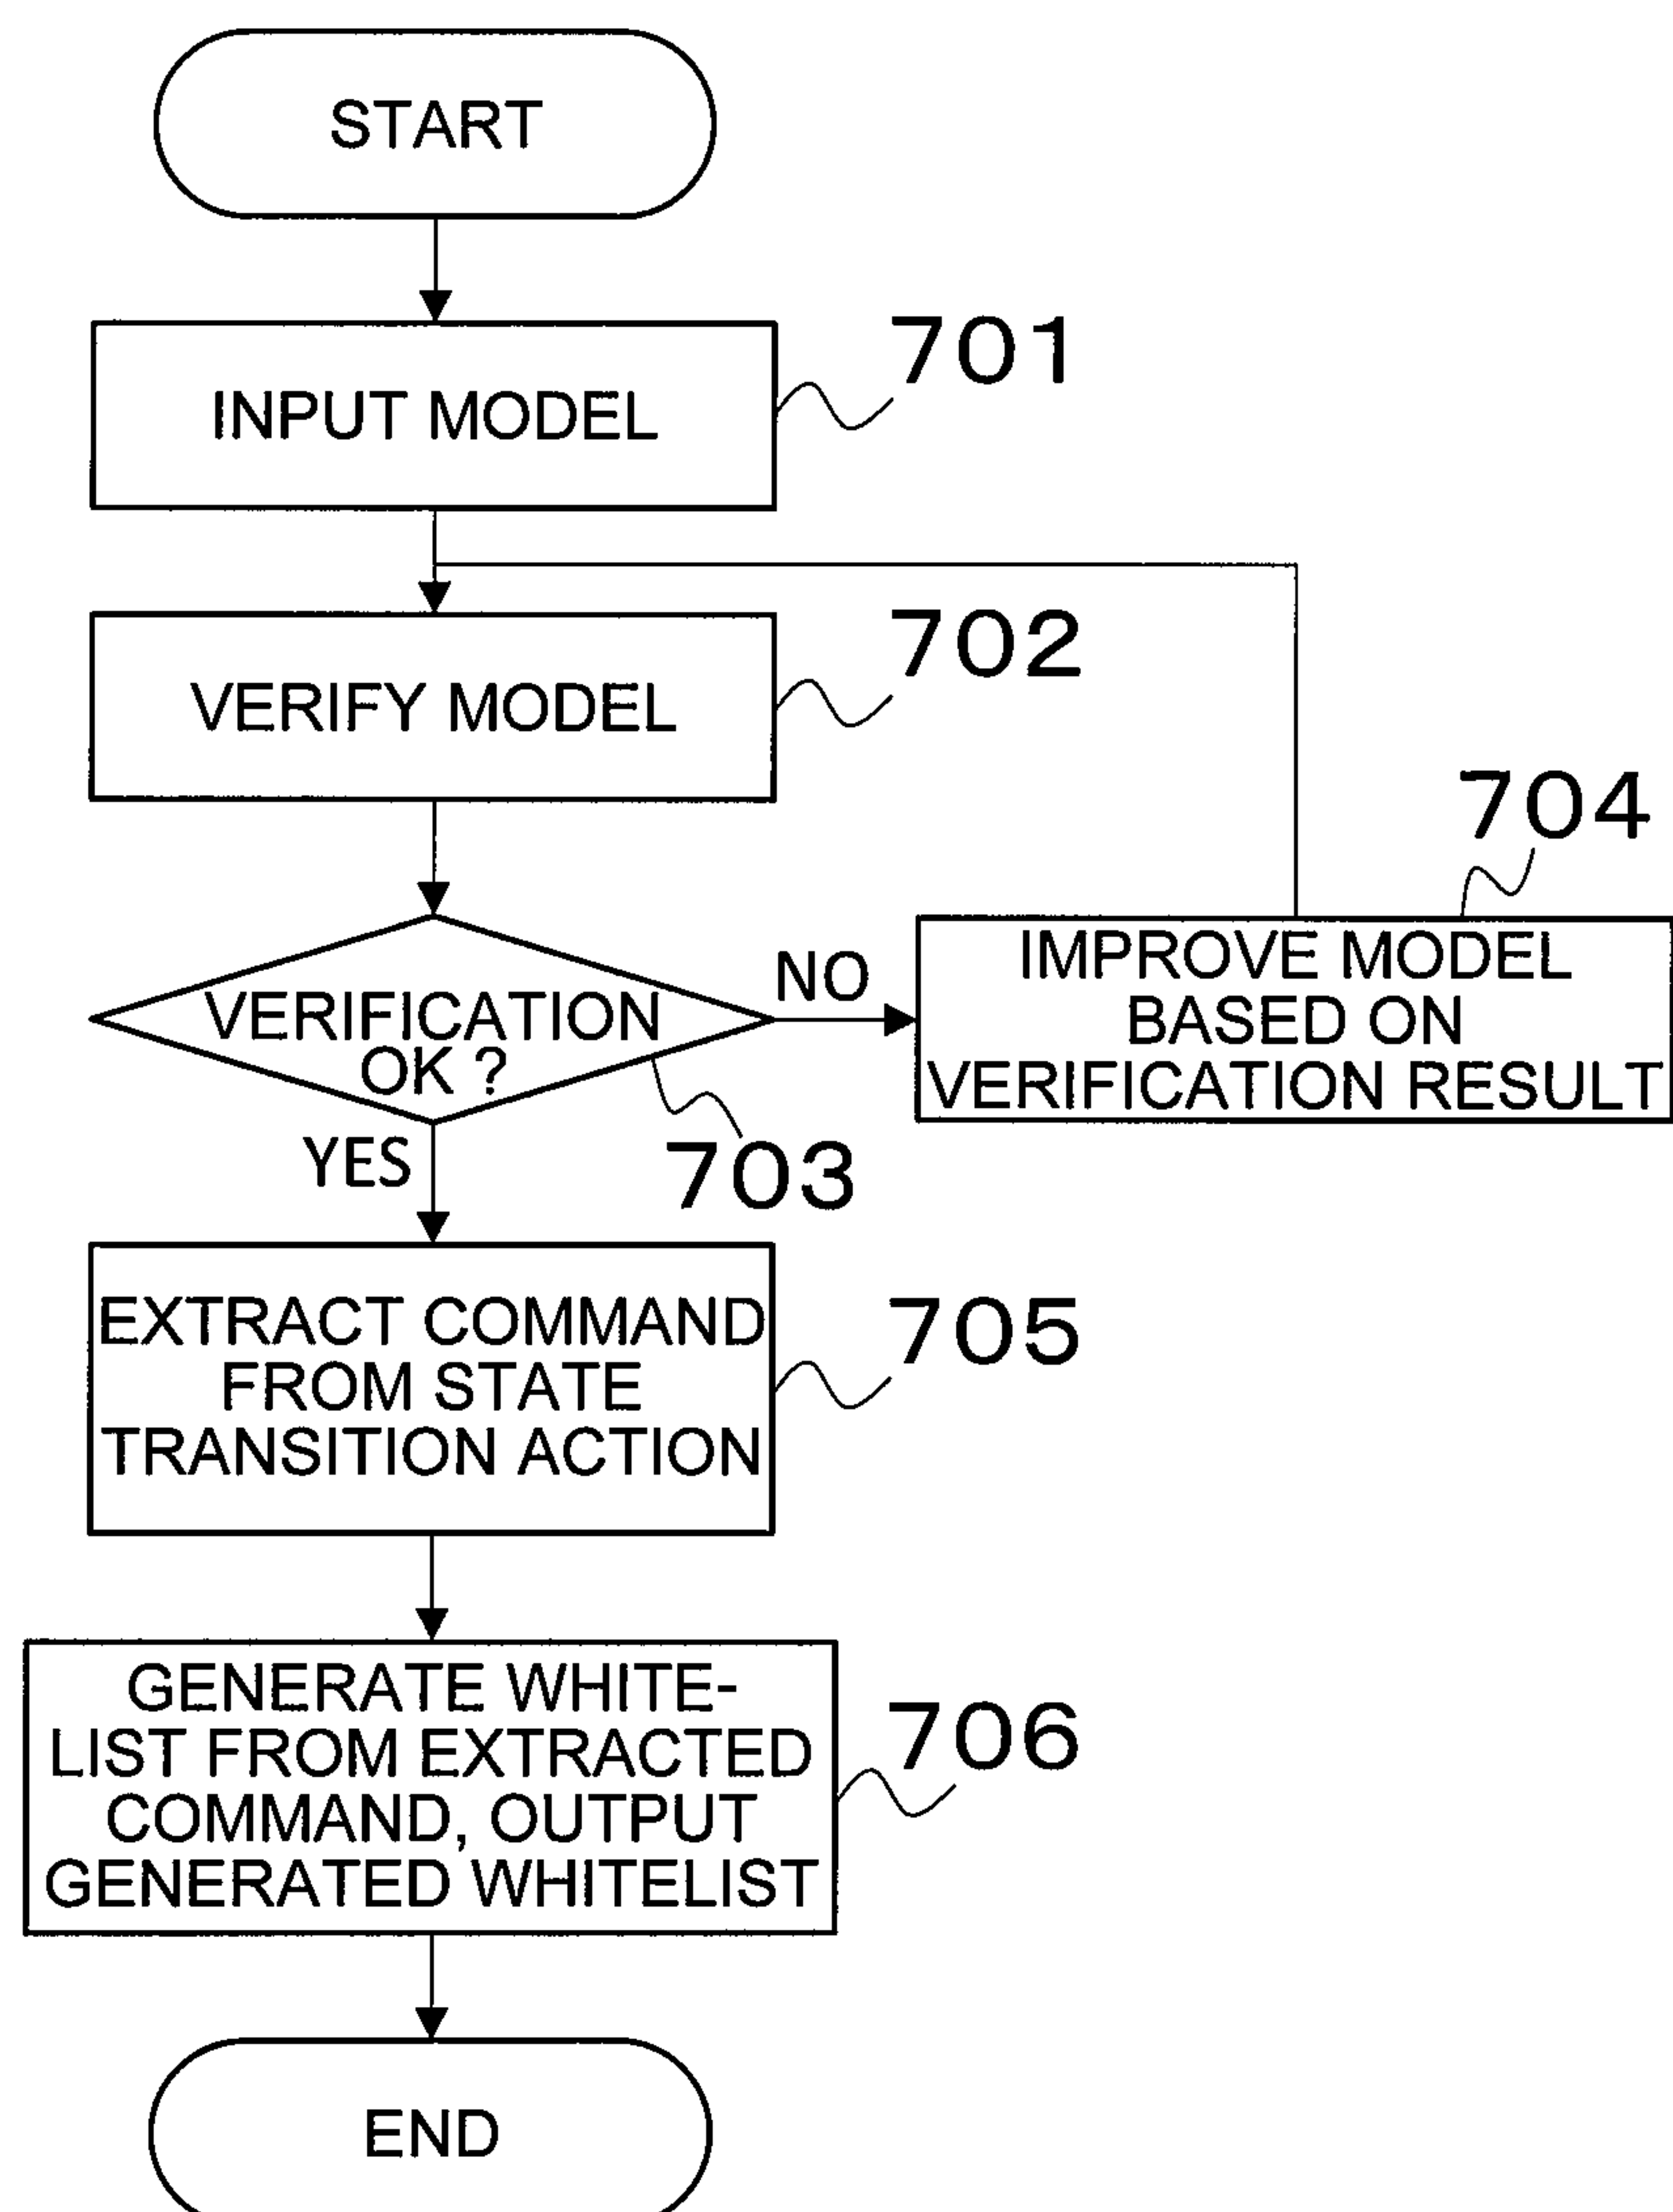 START
INPUT MODEL
701
VERIFY MODEL
702
704
VERIFICATION
OK ?
NO
IMPROVE MODEL
BASED ON
VERIFICATION RESULT
YES
703
EXTRACT COMMAND
FROM STATE
TRANSITION ACTION
705
GENERATE WHITE-
LIST FROM EXTRACTED
COMMAND, OUTPUT
GENERATED WHITELIST
706
END